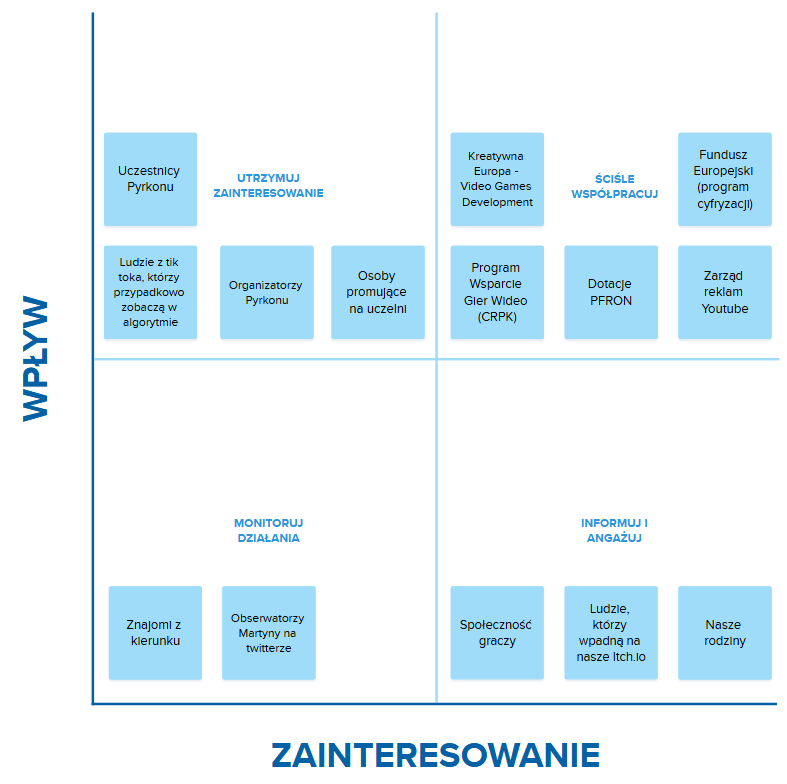 WPŁYW
Uczestnicy
Pyrkonu
UTRZYMUJ
ZAINTERESOWANIE
Ludzie z tik
toka, którzy
przypadkowo
zobaczą w
algorytmie
Organizatorzy
Pyrkonu
Osoby
promujące
na uczelni
Kreatywna
Europa -
Video Games
Development
ŚCIŚLE
WSPÓŁPRACUJ
Fundusz
Europejski
(program
cyfryzacji)
Program
Wsparcie
Gier Wideo
(CRPK)
Dotacje
PFRON
Zarząd
reklam
Youtube
MONITORUJ
DZIAŁANIA
Znajomi z
kierunku
Obserwatorzy
Martyny na
twitterze
INFORMUJ I
ANGAŻUJ
Społeczność
graczy
Ludzie,
którzy
wpadną na
nasze Itch.io
Nasze
rodziny
ZAINTERESOWANIE